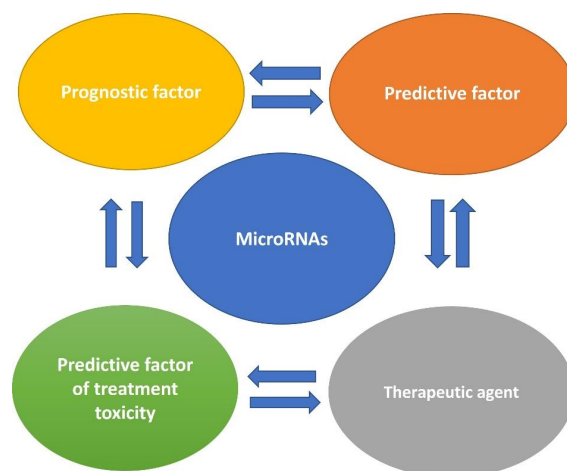 Prognostic factor
Predictive factor
MicroRNAs
Predictive factor
of treatment
toxicity
Therapeutic agent